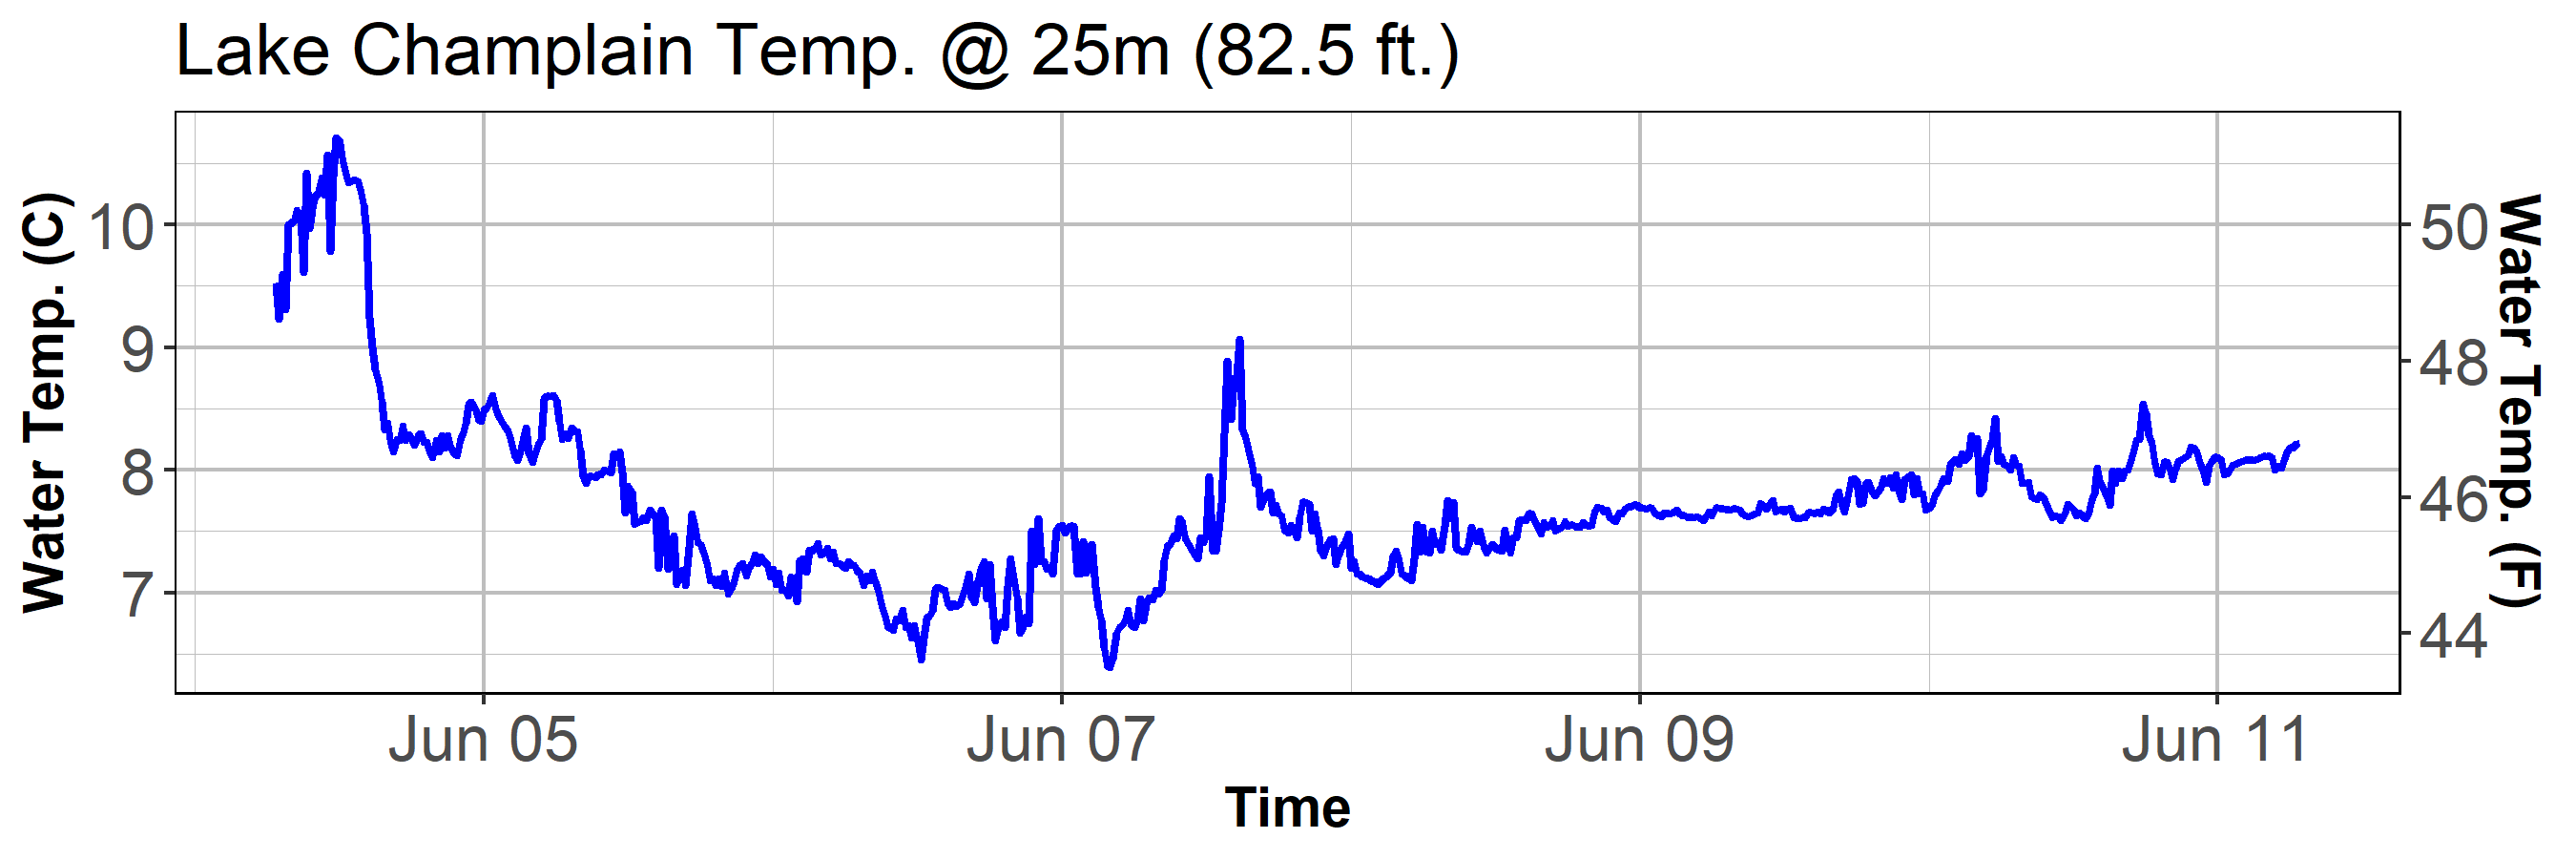 Lake Champlain Temp. @ 25m (82.5 ft.)
Water Temp. (C)
10
9
8
7
50
48
46
44
Water Temp. (F)
Jun 05 Jun 07 Jun 09 Jun 11
Time